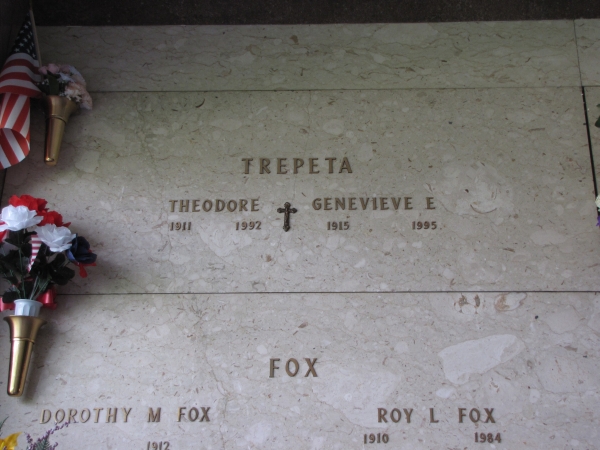 TREPETA
THEODORE GENEVIEVE E
1911 1992 1915 1995
FOX
DOROTHY M FOX ROY L FOX
1912 1910 1984